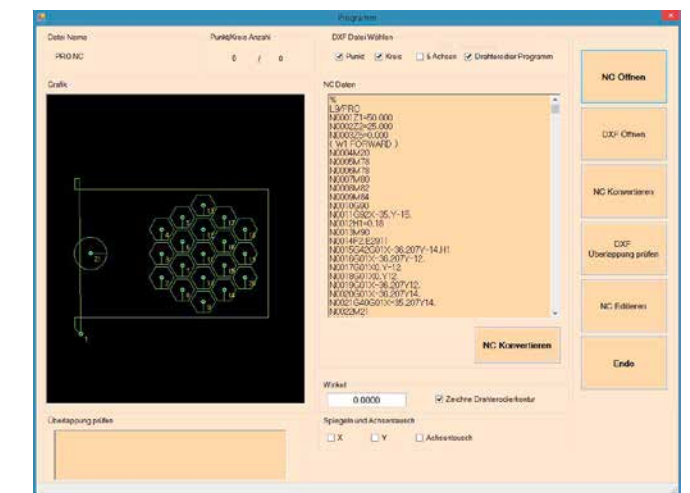 Programm
Datei Name
Punkt/Kreis Anzahl
DXF Datei Wählen
PRO.NC
0 / 0
Punkt
Kreis
5 Achsen
Drahterodier Programm
Grafik
NC Daten
%
L9/PRO
N0001Z1=50.000
N0002Z2=25.000
N0003Z5=0.000
( W1 FORWARD )
N0004M20
N0005M78
N0006M78
N0007M80
N0008M82
N0009M84
N0010G90
N0011G92X-35.Y-15.
N0012H1=0.18
N0013M90
N0014F2.E2911
N0015G42G01X-36.207Y-14.H1
N0016G01X-36.207Y-12.
N0017G01X0.Y-12.
N0018G01X0.Y12.
N0019G01X-36.207Y12.
N0020G01X-36.207Y14.
N0021G40G01X-35.207Y14.
N0022M21
NC Konvertieren
Winkel
0.0000
Zeichne Drahterodierkontur
Überlappung prüfen
Spiegeln und Achsentausch
X
Y
Achsentausch
NC Öffnen
DXF Öffnen
NC Konvertieren
DXF
Überlappung prüfen
NC Editieren
Ende